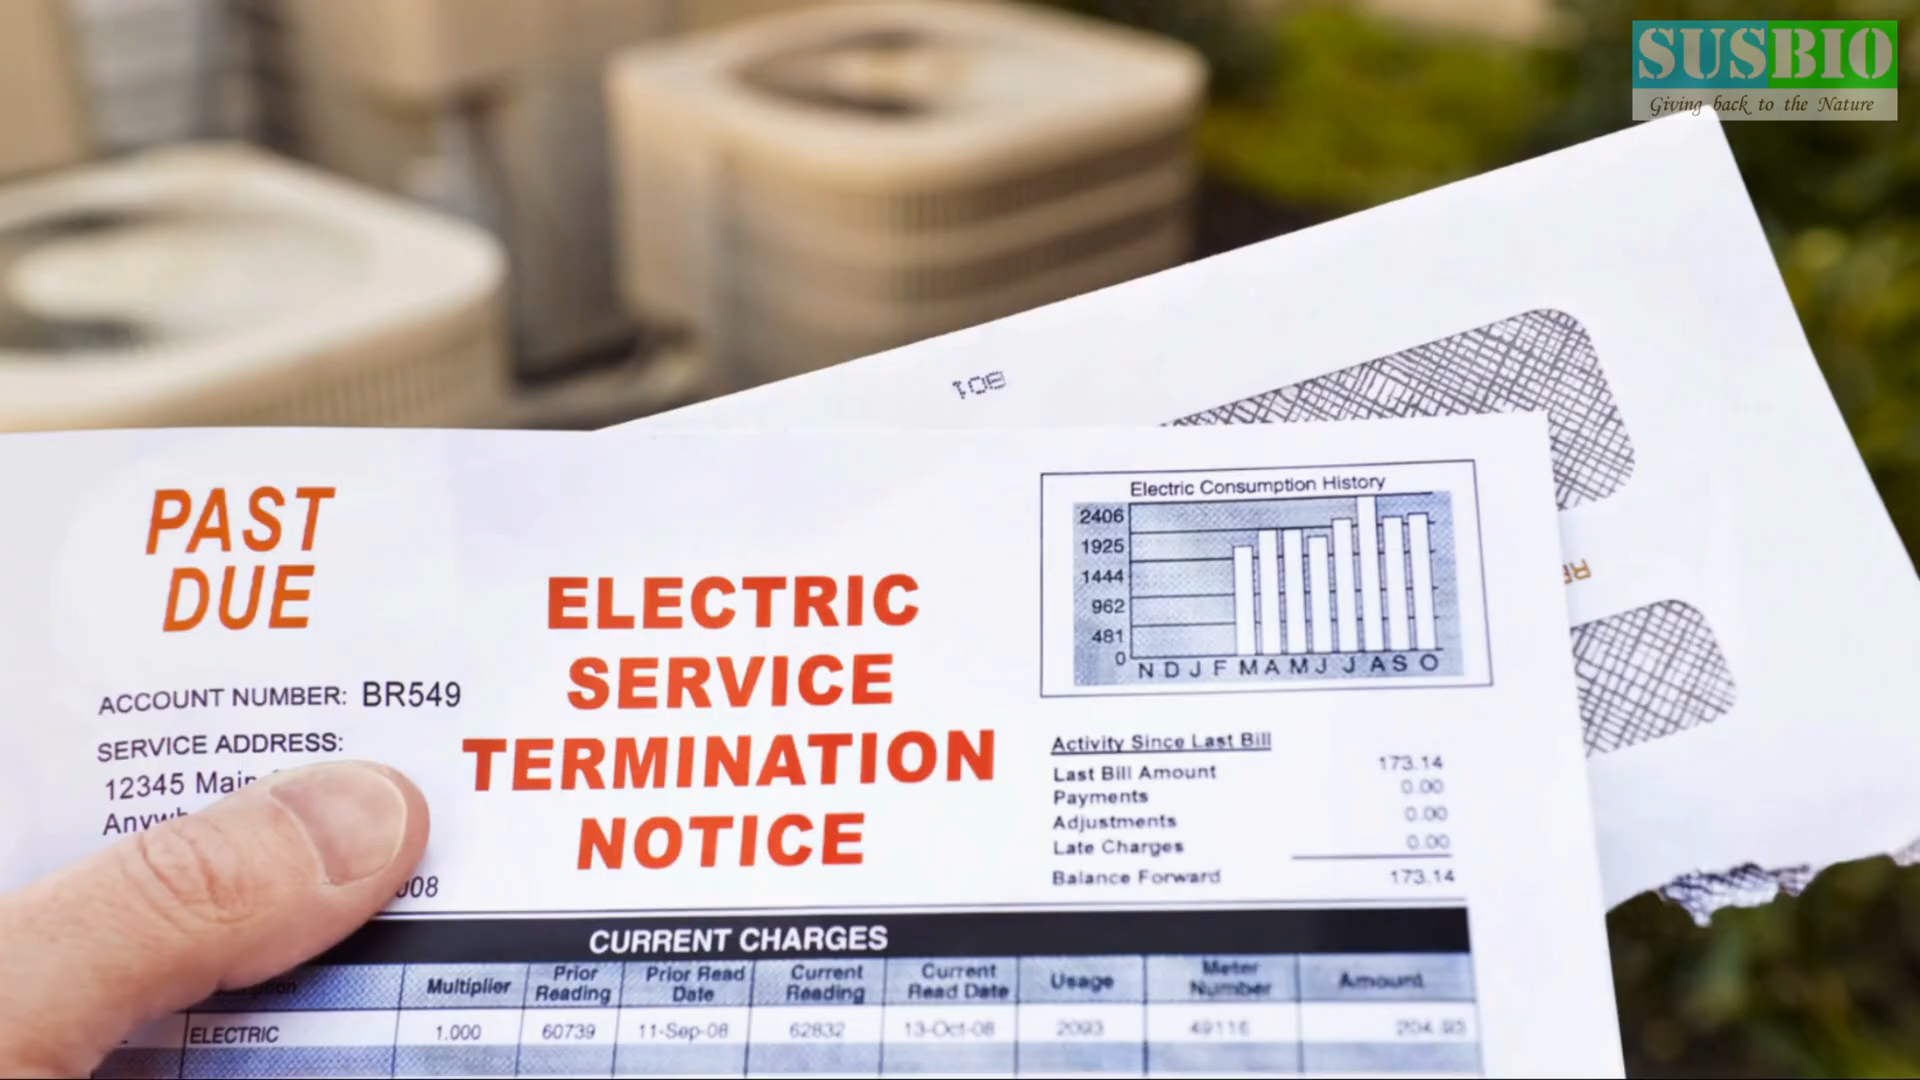 SUSBIO
Giving back to the Nature
108
PAST
DUE
ELECTRIC
SERVICE
TERMINATION
NOTICE
ACCOUNT NUMBER: BR549
SERVICE ADDRESS:
12345 Main
008
Electric Consumption History
2406
1925
1444
962
481
0
N D J F M A M J J A S O
Activity Since Last Bill
Last Bill Amount 173.14
Payments 0.00
Adjustments 0.00
Late Charges 0.00
Balance Forward 173.14
CURRENT CHARGES
Multiplier Prior Reading Prior Read Date Current Reading Current Read Date Usage Meter Number Amount
ELECTRIC 1.000 60739 11-Sep-08 62832 13-Oct-08 2093 49116